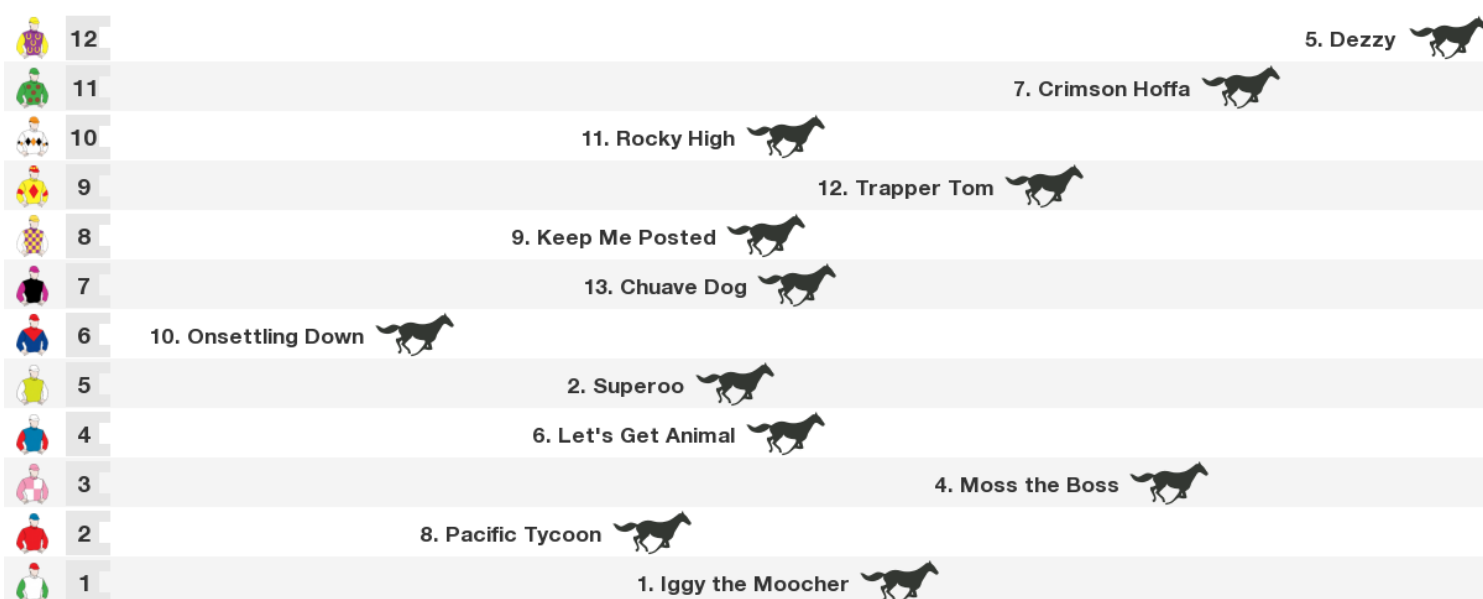 12 5. Dezzy
11 7. Crimson Hoffa
10 11. Rocky High
9 12. Trapper Tom
8 9. Keep Me Posted
7 13. Chuave Dog
6 10. Onsettling Down
5 2. Superoo
4 6. Let's Get Animal
3 4. Moss the Boss
2 8. Pacific Tycoon
1 1. Iggy the Moocher